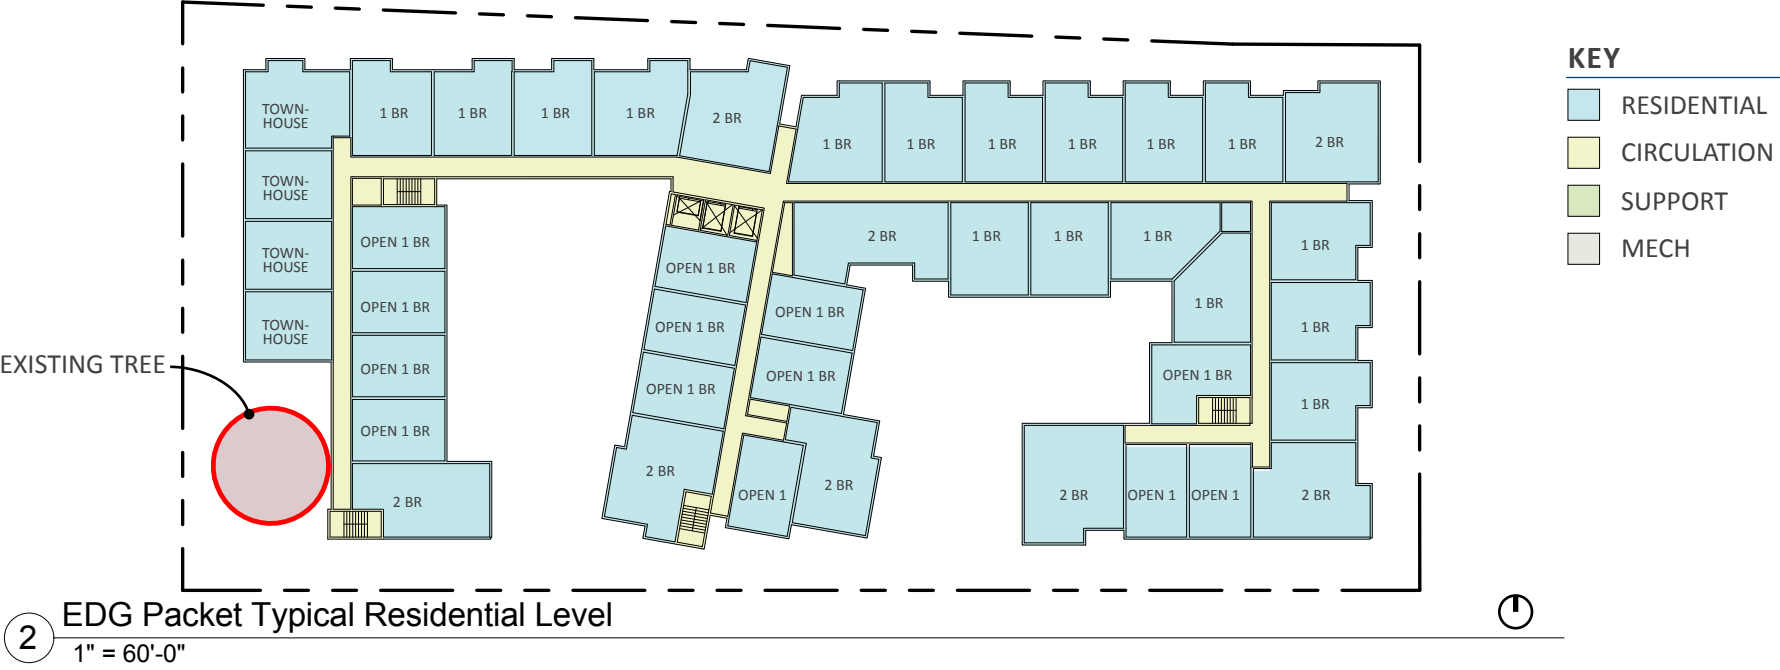 KEY
RESIDENTIAL
CIRCULATION
SUPPORT
MECH
TOWN-
HOUSE
1 BR
1 BR
1 BR
1 BR
2 BR
1 BR
1 BR
1 BR
1 BR
1 BR
1 BR
2 BR
TOWN-
HOUSE
TOWN-
HOUSE
TOWN-
HOUSE
OPEN 1 BR
OPEN 1 BR
OPEN 1 BR
OPEN 1 BR
2 BR
OPEN 1 BR
OPEN 1 BR
OPEN 1 BR
2 BR
OPEN 1 BR
OPEN 1 BR
OPEN 1
2 BR
2 BR
1 BR
1 BR
1 BR
1 BR
OPEN 1 BR
1 BR
1 BR
1 BR
2 BR
OPEN 1
OPEN 1
2 BR
EXISTING TREE
2
EDG Packet Typical Residential Level
1" = 60'-0"